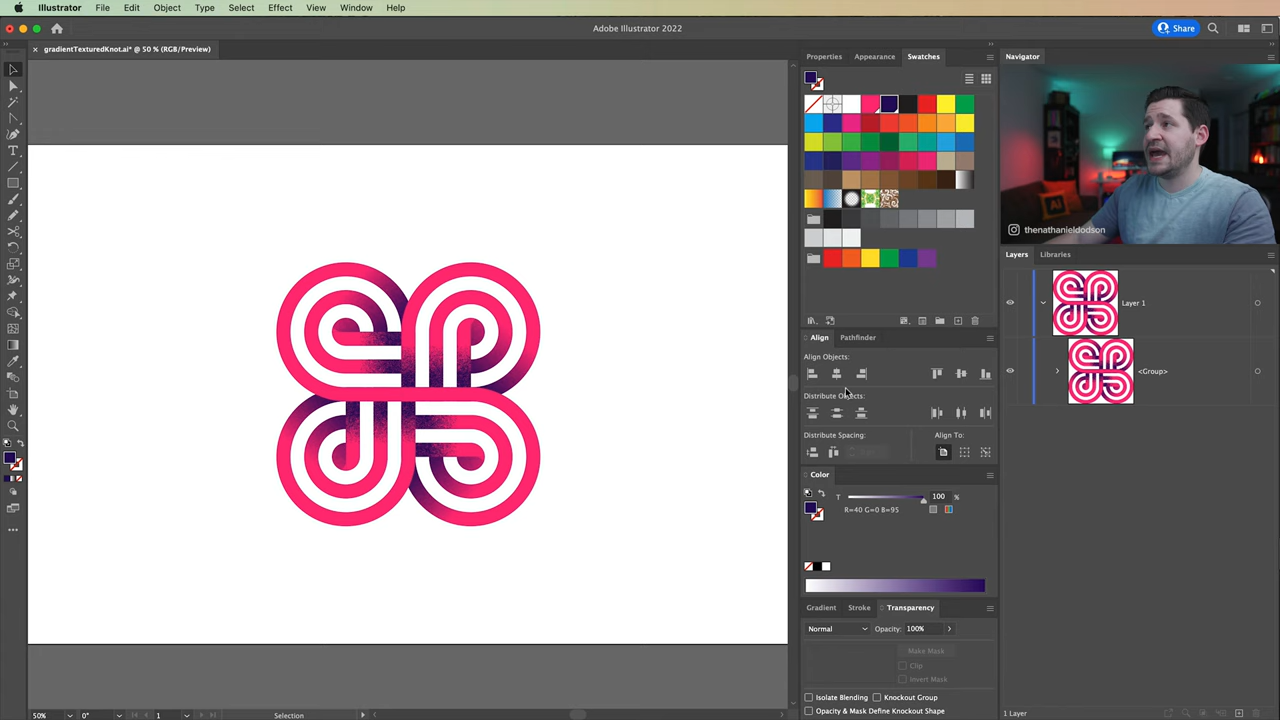 Illustrator File Edit Object Type Select Effect View Window Help
Adobe Illustrator 2022
Share
gradientTexturedKnot.ai* @ 50 % (RGB/Preview)
Properties Appearance Swatches
Navigator
thenathanieldodson
Layers Libraries
Layer 1
<Group>
Align Pathfinder
Align Objects:
Distribute Objects:
Distribute Spacing: Align To:
Color
T 100 %
R=40 G=0 B=95
Gradient Stroke Transparency
Normal Opacity: 100%
Make Mask
Clip
Invert Mask
Isolate Blending Knockout Group
Opacity & Mask Define Knockout Shape
50% 0° 1 Selection
1 Layer